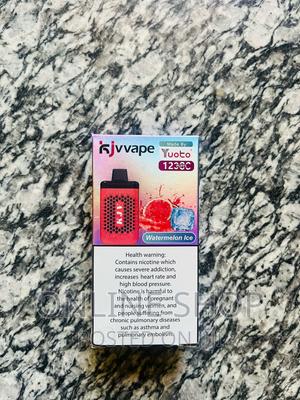 KJvvape
Made By
Yuoto
Watermelon Ice
Health warning:
Contains nicotine which
causes severe addiction,
increases heart rate and
high blood pressure.
Nicotine is harmful to
the health of pregnant
and nursing women, and
people suffering from
chronic pulmonary diseases
such as asthma and
pulmonary embolism